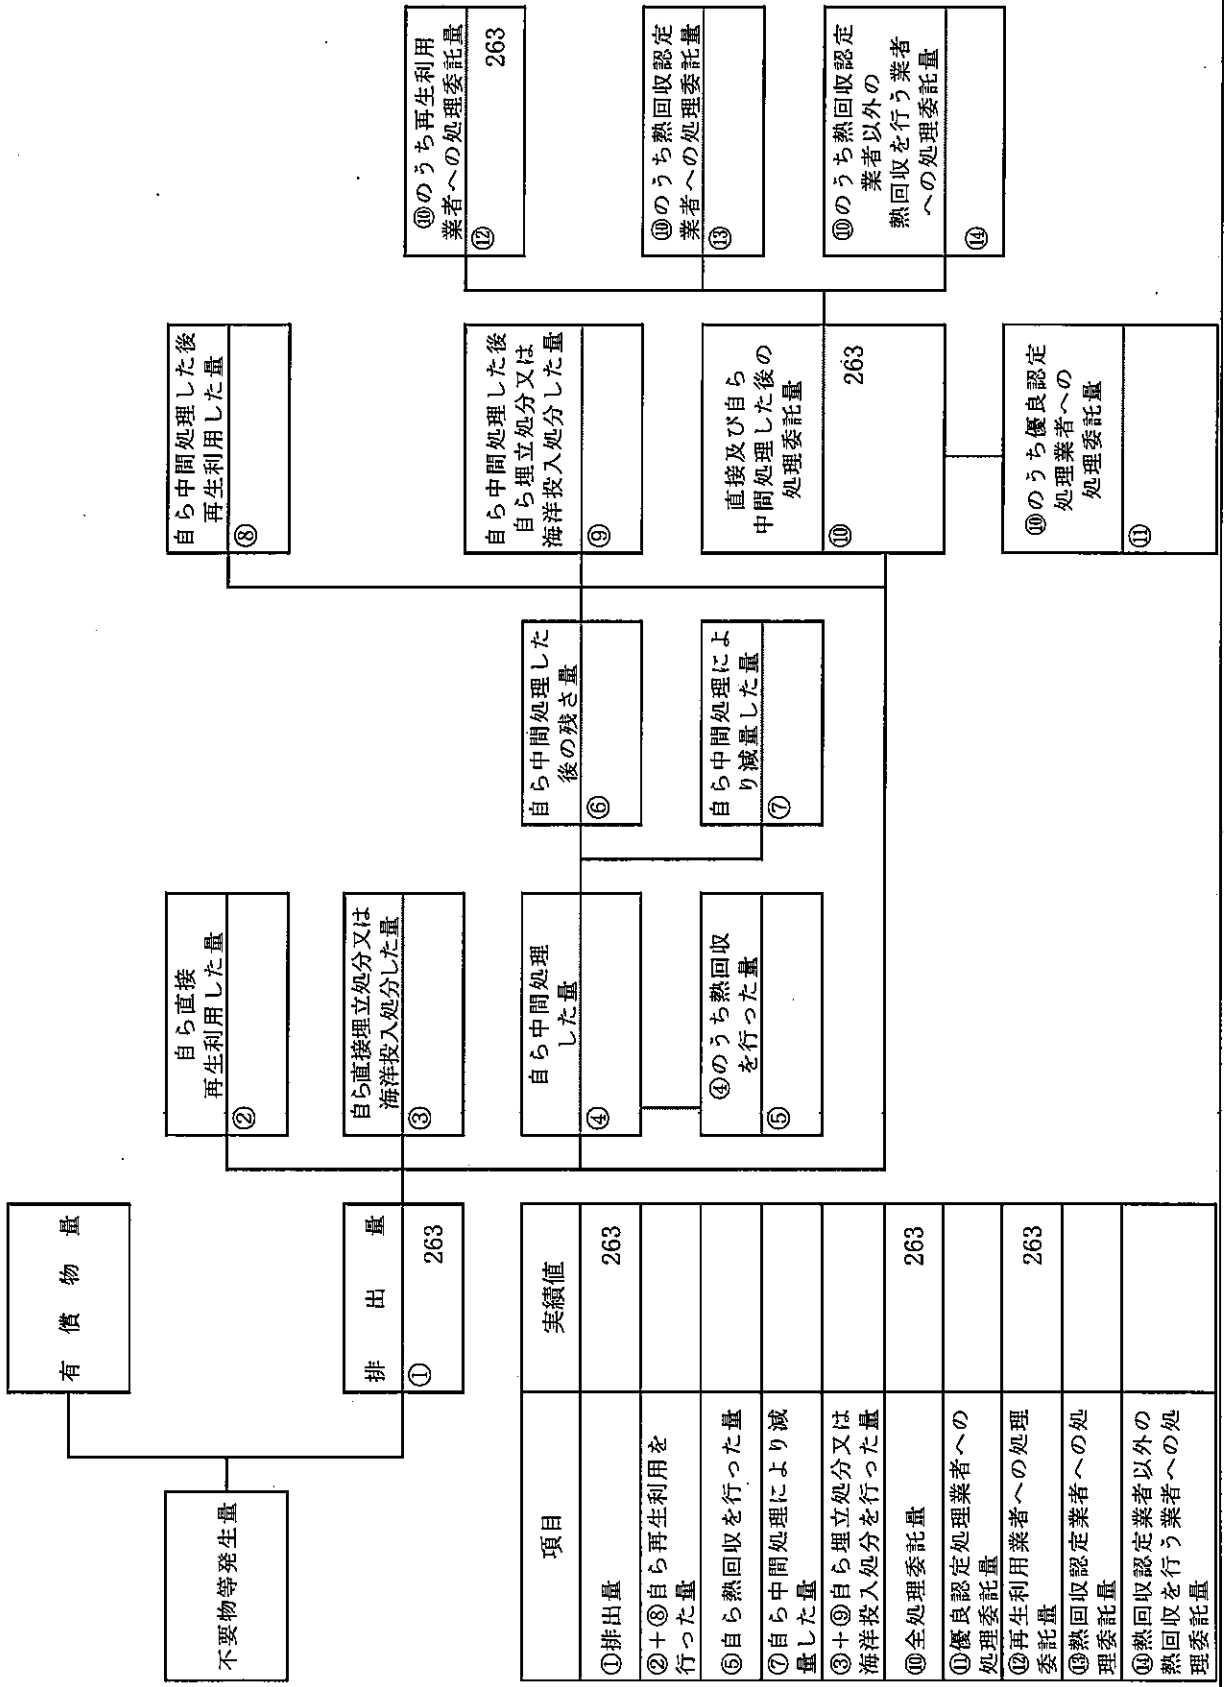 不要物等発生量
有償物量
排出量
①
263
自ら直接
再生利用した量
②
自ら直接埋立処分又は
海洋投入処分した量
③
自ら中間処理
した量
④
④のうち熱回収
を行った量
⑤
自ら中間処理した
後の残さ量
⑥
自ら中間処理によ
り減量した量
⑦
自ら中間処理した後
再生利用した量
⑧
自ら中間処理した後
自ら埋立処分又は
海洋投入処分した量
⑨
直接及び自ら
中間処理した後の
処理委託量
⑩
263
⑩のうち優良認定
処理業者への
処理委託量
⑪
⑩のうち再生利用
業者への処理委託量
⑫
263
⑩のうち熱回収認定
業者への処理委託量
⑬
⑩のうち熱回収認定
業者以外の
熱回収を行う業者
への処理委託量
⑭
項目 実績値
①排出量 263
②+⑧自ら再生利用を
行った量
⑤自ら熱回収を行った量
⑦自ら中間処理により減
量した量
③+⑨自ら埋立処分又は
海洋投入処分を行った量
⑩全処理委託量 263
⑪優良認定処理業者への
処理委託量
⑫再生利用業者への処理
委託量 263
⑬熱回収認定業者への処
理委託量
⑭熱回収認定業者以外の
熱回収を行う業者への処
理委託量